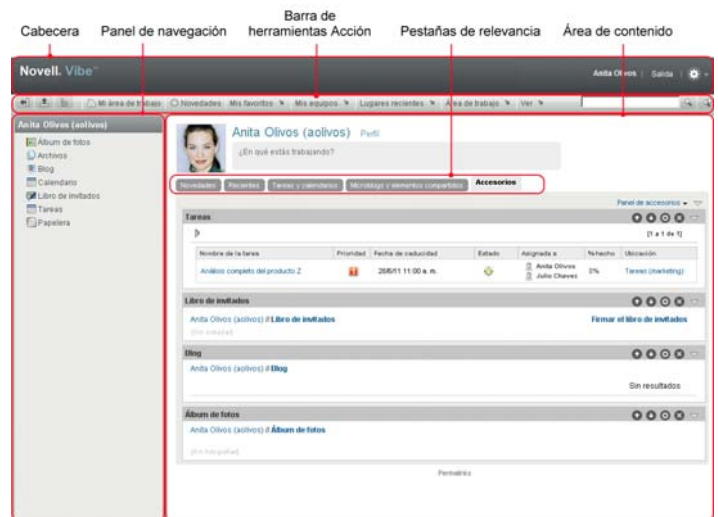 Barra de
Cabecera Panel de navegación herramientas Acción Pestañas de relevancia Área de contenido
Novell. Vibe™
Anita Olivos | Salida |
Mi área de trabajo Novedades Mis favoritos Mis equipos Lugares recientes Área de trabajo Ver
Anita Olivos (aolivos)
Álbum de fotos
Archivos
Blog
Calendario
Libro de invitados
Tareas
Papelera
Anita Olivos (aolivos) Perfil
¿En qué estás trabajando?
Novedades Recientes Tareas y calendarios Microblogs y elementos compartidos Accesorios
Panel de accesorios
Tareas
[1 a 1 de 1]
Nombre de la tarea Prioridad Fecha de caducidad Estado Asignada a %hecho Ubicación
Análisis completo del producto Z 26/6/11 11:00 a. m. Anita Olivos 0% Tareas (marketing)
Julio Chavez
Libro de invitados
Anita Olivos (aolivos) // Libro de invitados Firmar el libro de invitados
Blog
Anita Olivos (aolivos) // Blog
Sin resultados
Álbum de fotos
Anita Olivos (aolivos) // Álbum de fotos
Permalinks